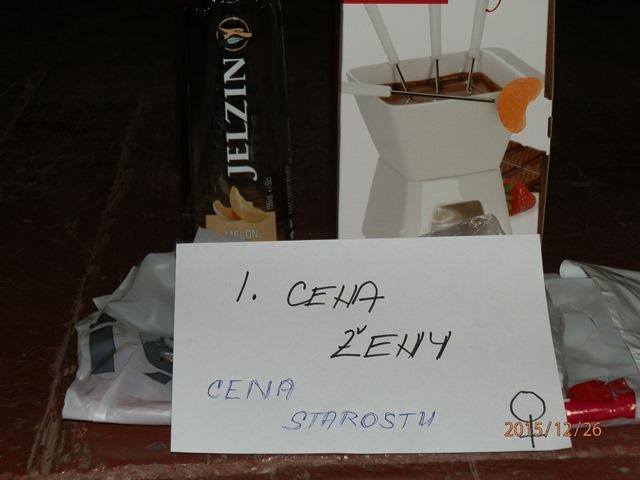 JELZIN
MELON
1. CENA
ŽENY
CENA
STAROSTU
2015/12/26